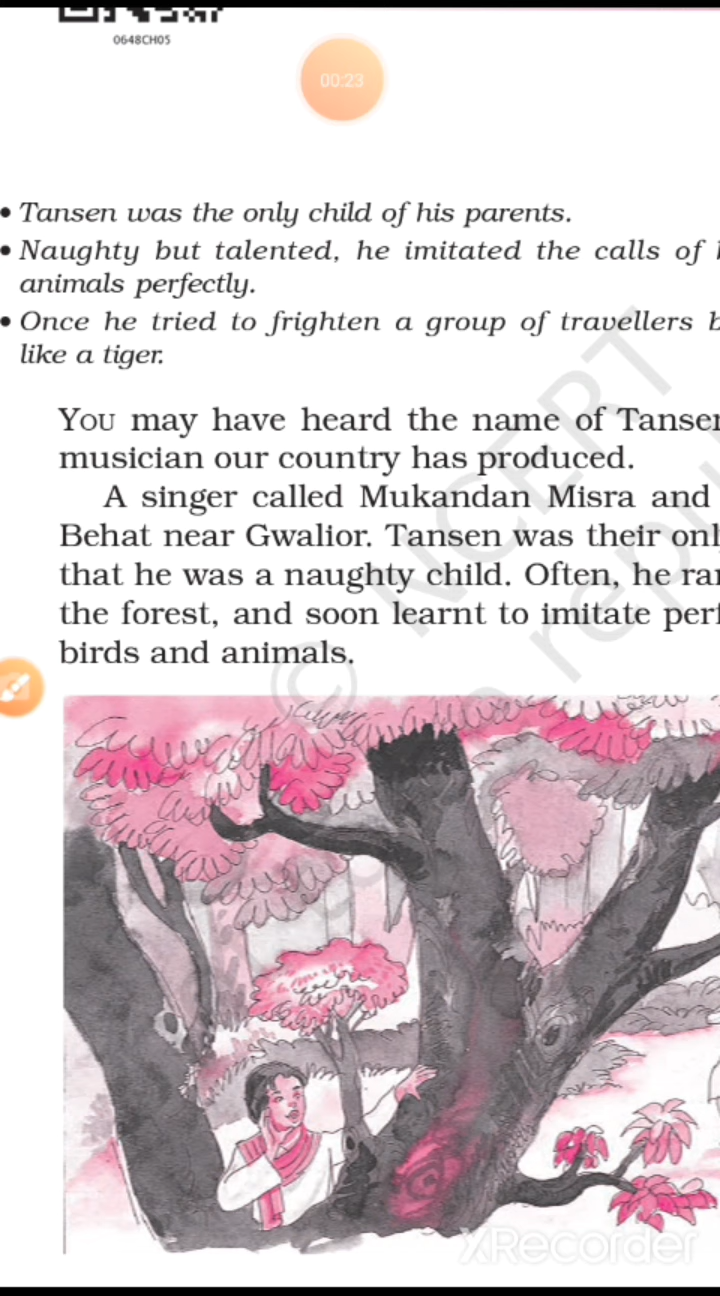 0648CH05
00:23
• Tansen was the only child of his parents.
• Naughty but talented, he imitated the calls of
animals perfectly.
• Once he tried to frighten a group of travellers
like a tiger.
YOU may have heard the name of Tansen
musician our country has produced.
A singer called Mukandan Misra and
Behat near Gwalior. Tansen was their
that he was a naughty child. Often, he
the forest, and soon learnt to imitate
birds and animals.
© NCERT
XRecorder